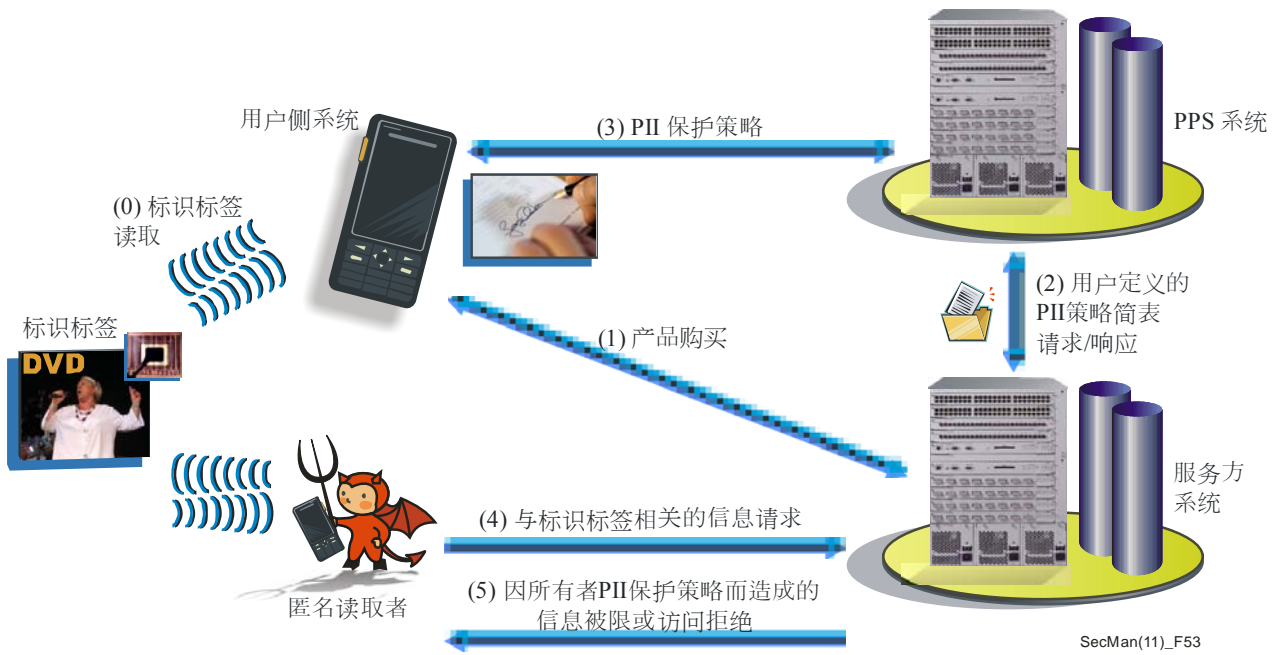 用户侧系统
(3) PII 保护策略
PPS 系统
(0) 标识标签
读取
(2) 用户定义的
PII策略简表
请求/响应
标识标签
DVD
(1) 产品购买
服务方
系统
(4) 与标识标签相关的信息请求
匿名读取者
(5) 因所有者PII保护策略而造成的
信息被限或访问拒绝
SecMan(11)_F53